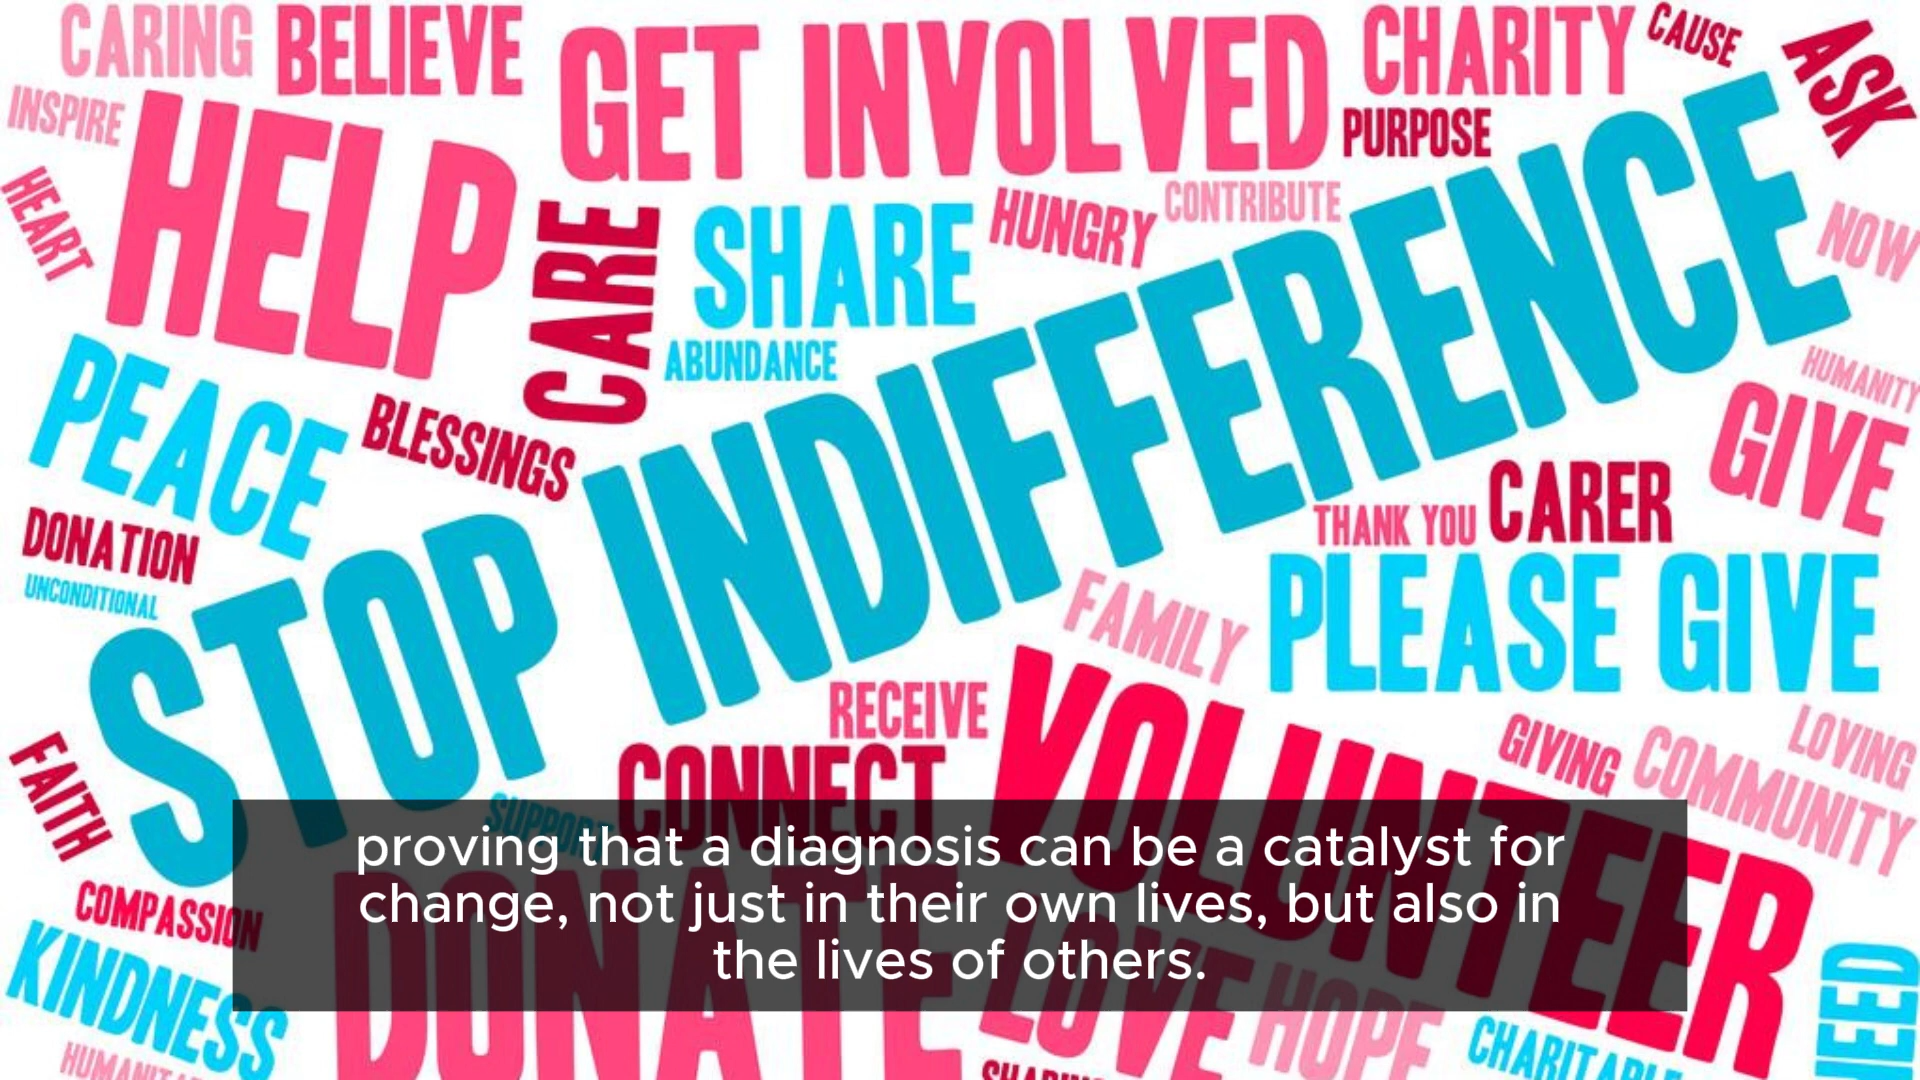 CARING
BELIEVE
GET INVOLVED
CHARITY
CAUSE
ASK
INSPIRE
HELP
PURPOSE
HEART
CARE
SHARE
HUNGRY
CONTRIBUTE
NOW
ABUNDANCE
PEACE
BLESSINGS
STOP INDIFFERENCE
HUMANITY
GIVE
DONATION
UNCONDITIONAL
THANK YOU
CARER
PLEASE GIVE
FAMILY
RECEIVE
VOLUNTEER
GIVING
COMMUNITY
LOVING
FAITH
CONNECT
SUPPORT
proving that a diagnosis can be a catalyst for
change, not just in their own lives, but also in
the lives of others.
COMPASSION
KINDNESS
DONATE
LOVE
HOPE